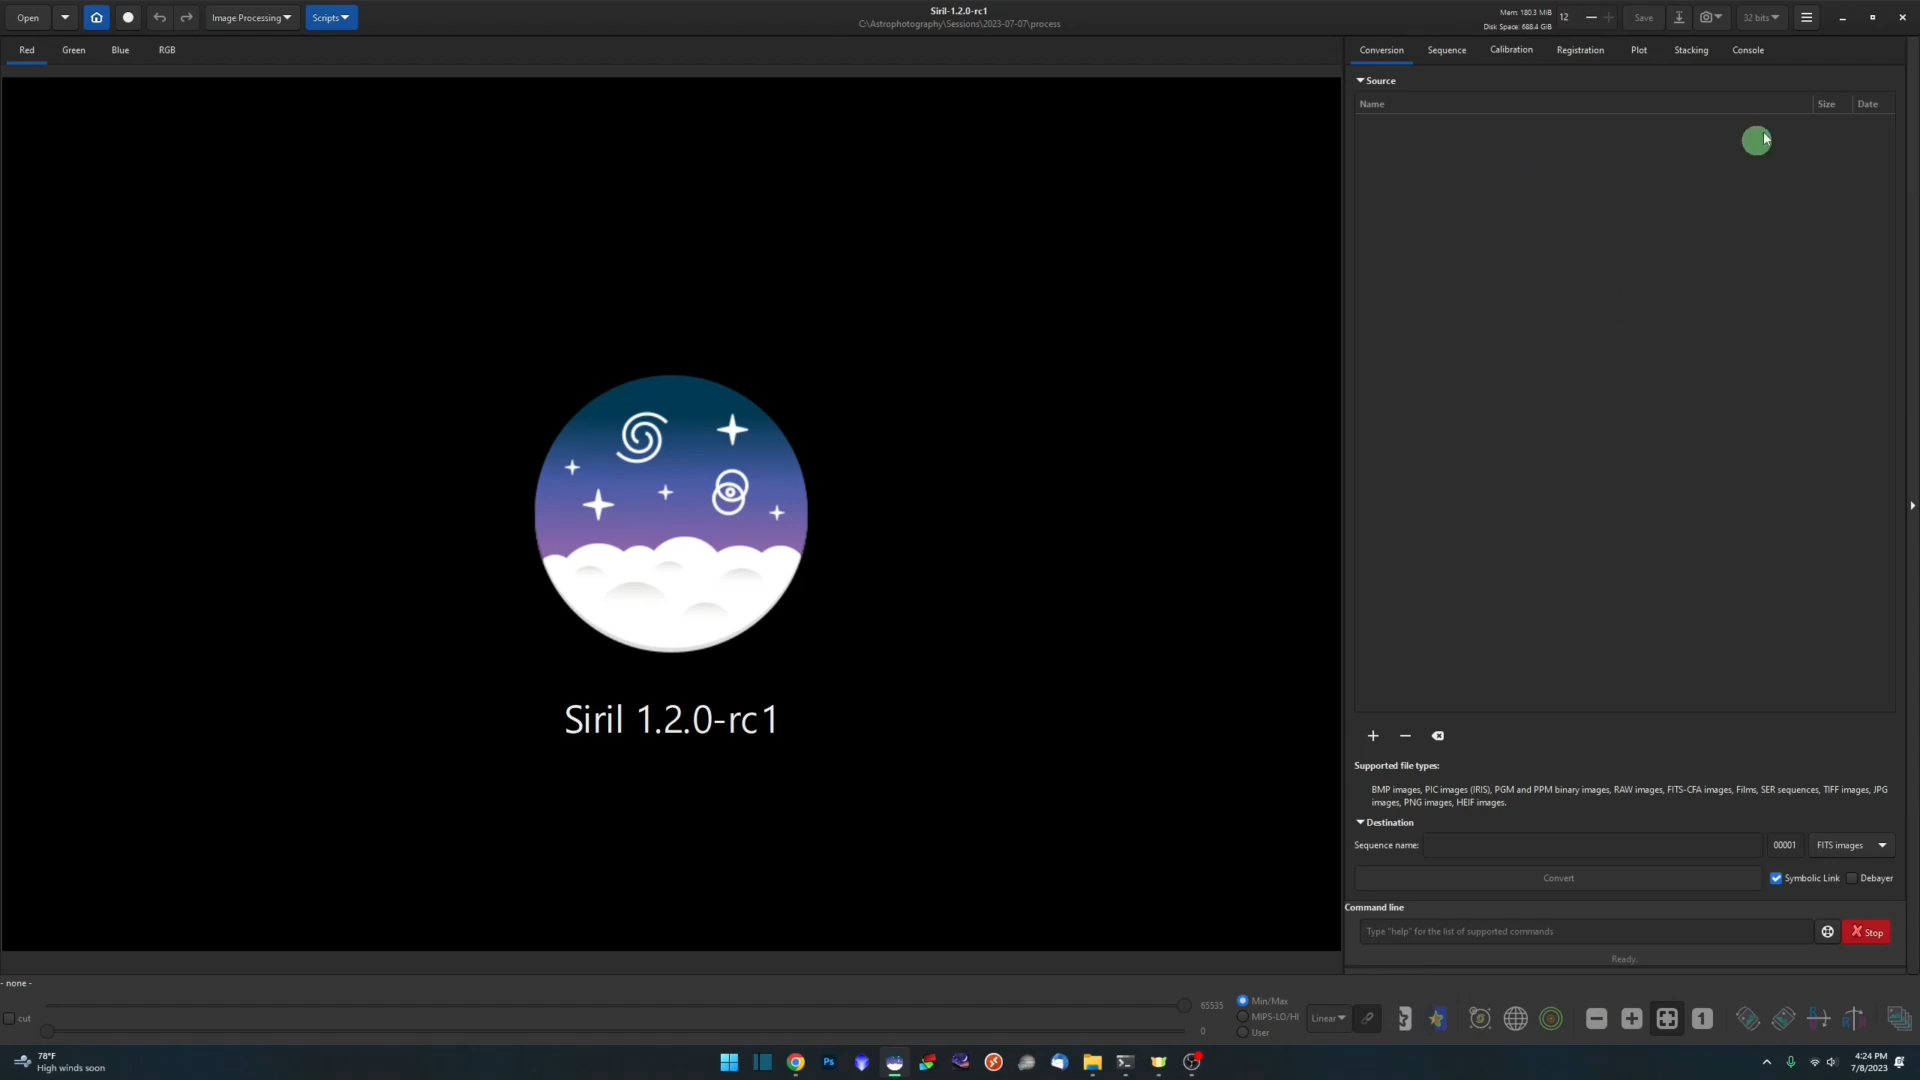 Open
Image Processing
Scripts
Siril-1.2.0-rc1
C:\Astrophotography\Sessions\2023-07-07\process
Mem: 180.3 MiB
Disk Space: 688.4 GiB
12
Save
32 bits
Red
Green
Blue
RGB
Conversion
Sequence
Calibration
Registration
Plot
Stacking
Console
Source
Name
Size
Date
Siril 1.2.0-rc1
Supported file types:
BMP images, PIC images (IRIS), PGM and PPM binary images, RAW images, FITS-CFA images, Films, SER sequences, TIFF images, JPG
images, PNG images, HEIF images.
Destination
Sequence name:
00001
FITS images
Convert
Symbolic Link
Debayer
Command line
Type "help" for the list of supported commands
Stop
Ready.
- none -
cut
65535
0
Min/Max
MIPS-LO/HI
User
Linear
1
78°F
High winds soon
Ps
4:24 PM
7/8/2023